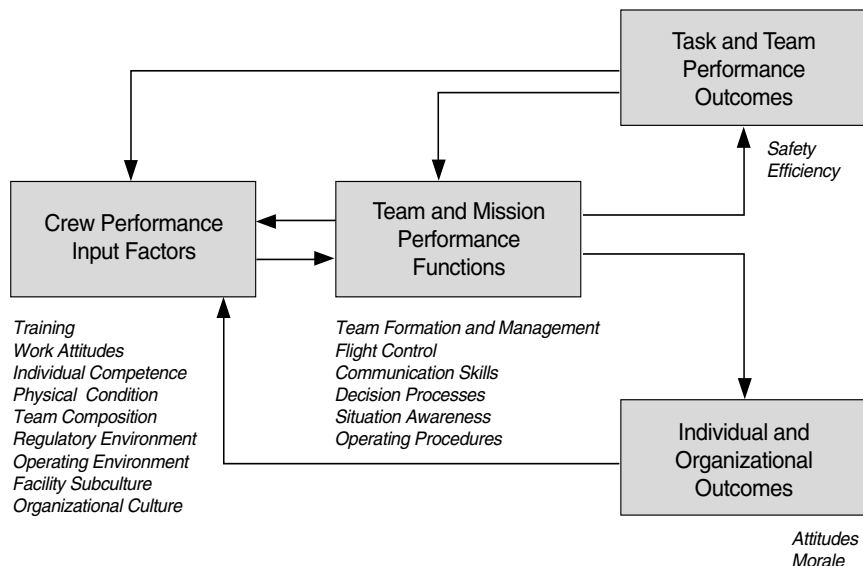 Task and Team
Performance
Outcomes
Safety
Efficiency
Crew Performance
Input Factors
Team and Mission
Performance
Functions
Training
Work Attitudes
Individual Competence
Physical Condition
Team Composition
Regulatory Environment
Operating Environment
Facility Subculture
Organizational Culture
Team Formation and Management
Flight Control
Communication Skills
Decision Processes
Situation Awareness
Operating Procedures
Individual and
Organizational
Outcomes
Attitudes
Morale